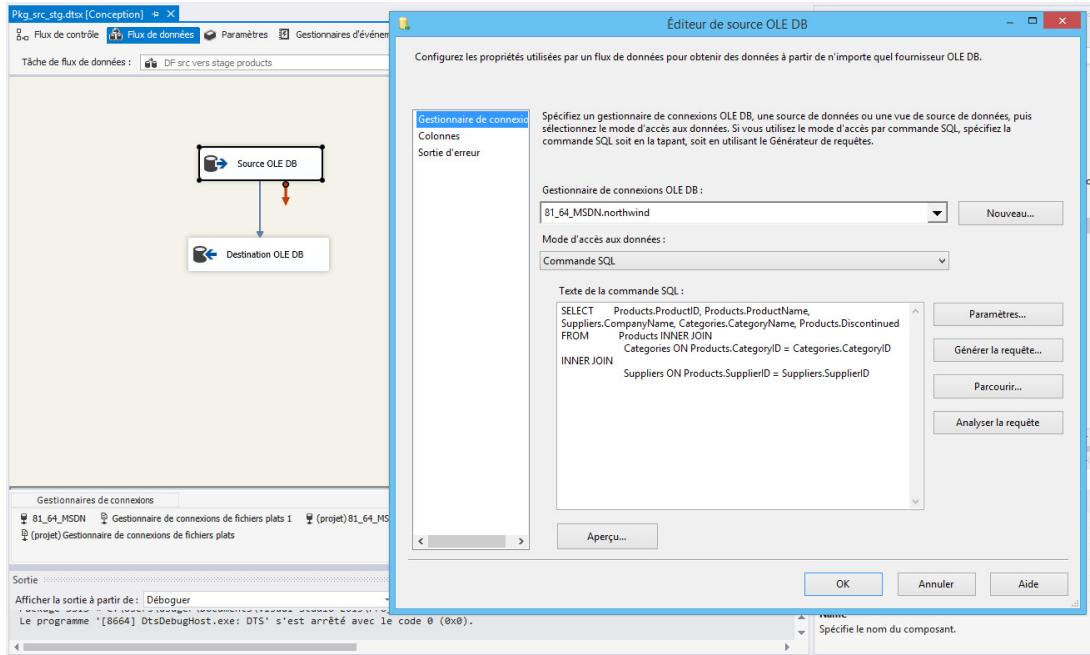 Pkg_src_stg.dtsx [Conception]
Flux de contrôle Flux de données Paramètres Gestionnaires d'événem
Tâche de flux de données : DF src vers stage products
Source OLE DB
Destination OLE DB
Gestionnaires de connexions
81_64_MSDN Gestionnaire de connexions de fichiers plats 1 (projet) 81_64_MS
(projet) Gestionnaire de connexions de fichiers plats
Sortie
Afficher la sortie à partir de : Déboguer
Le programme '[8664] DtsDebugHost.exe: DTS' s'est arrêté avec le code 0 (0x0).
Éditeur de source OLE DB
Configurez les propriétés utilisées par un flux de données pour obtenir des données à partir de n'importe quel fournisseur OLE DB.
Gestionnaire de connexio
Colonnes
Sortie d'erreur
Spécifiez un gestionnaire de connexions OLE DB, une source de données ou une vue de source de données, puis
sélectionnez le mode d'accès aux données. Si vous utilisez le mode d'accès par commande SQL, spécifiez la
commande SQL soit en la tapant, soit en utilisant le Générateur de requêtes.
Gestionnaire de connexions OLE DB :
81_64_MSDN.northwind
Nouveau...
Mode d'accès aux données :
Commande SQL
Texte de la commande SQL :
SELECT Products.ProductID, Products.ProductName,
Suppliers.CompanyName, Categories.CategoryName, Products.Discontinued
FROM Products INNER JOIN
Categories ON Products.CategoryID = Categories.CategoryID
INNER JOIN
Suppliers ON Products.SupplierID = Suppliers.SupplierID
Paramètres...
Générer la requête...
Parcourir...
Analyser la requête
Aperçu...
OK Annuler Aide
Spécifie le nom du composant.